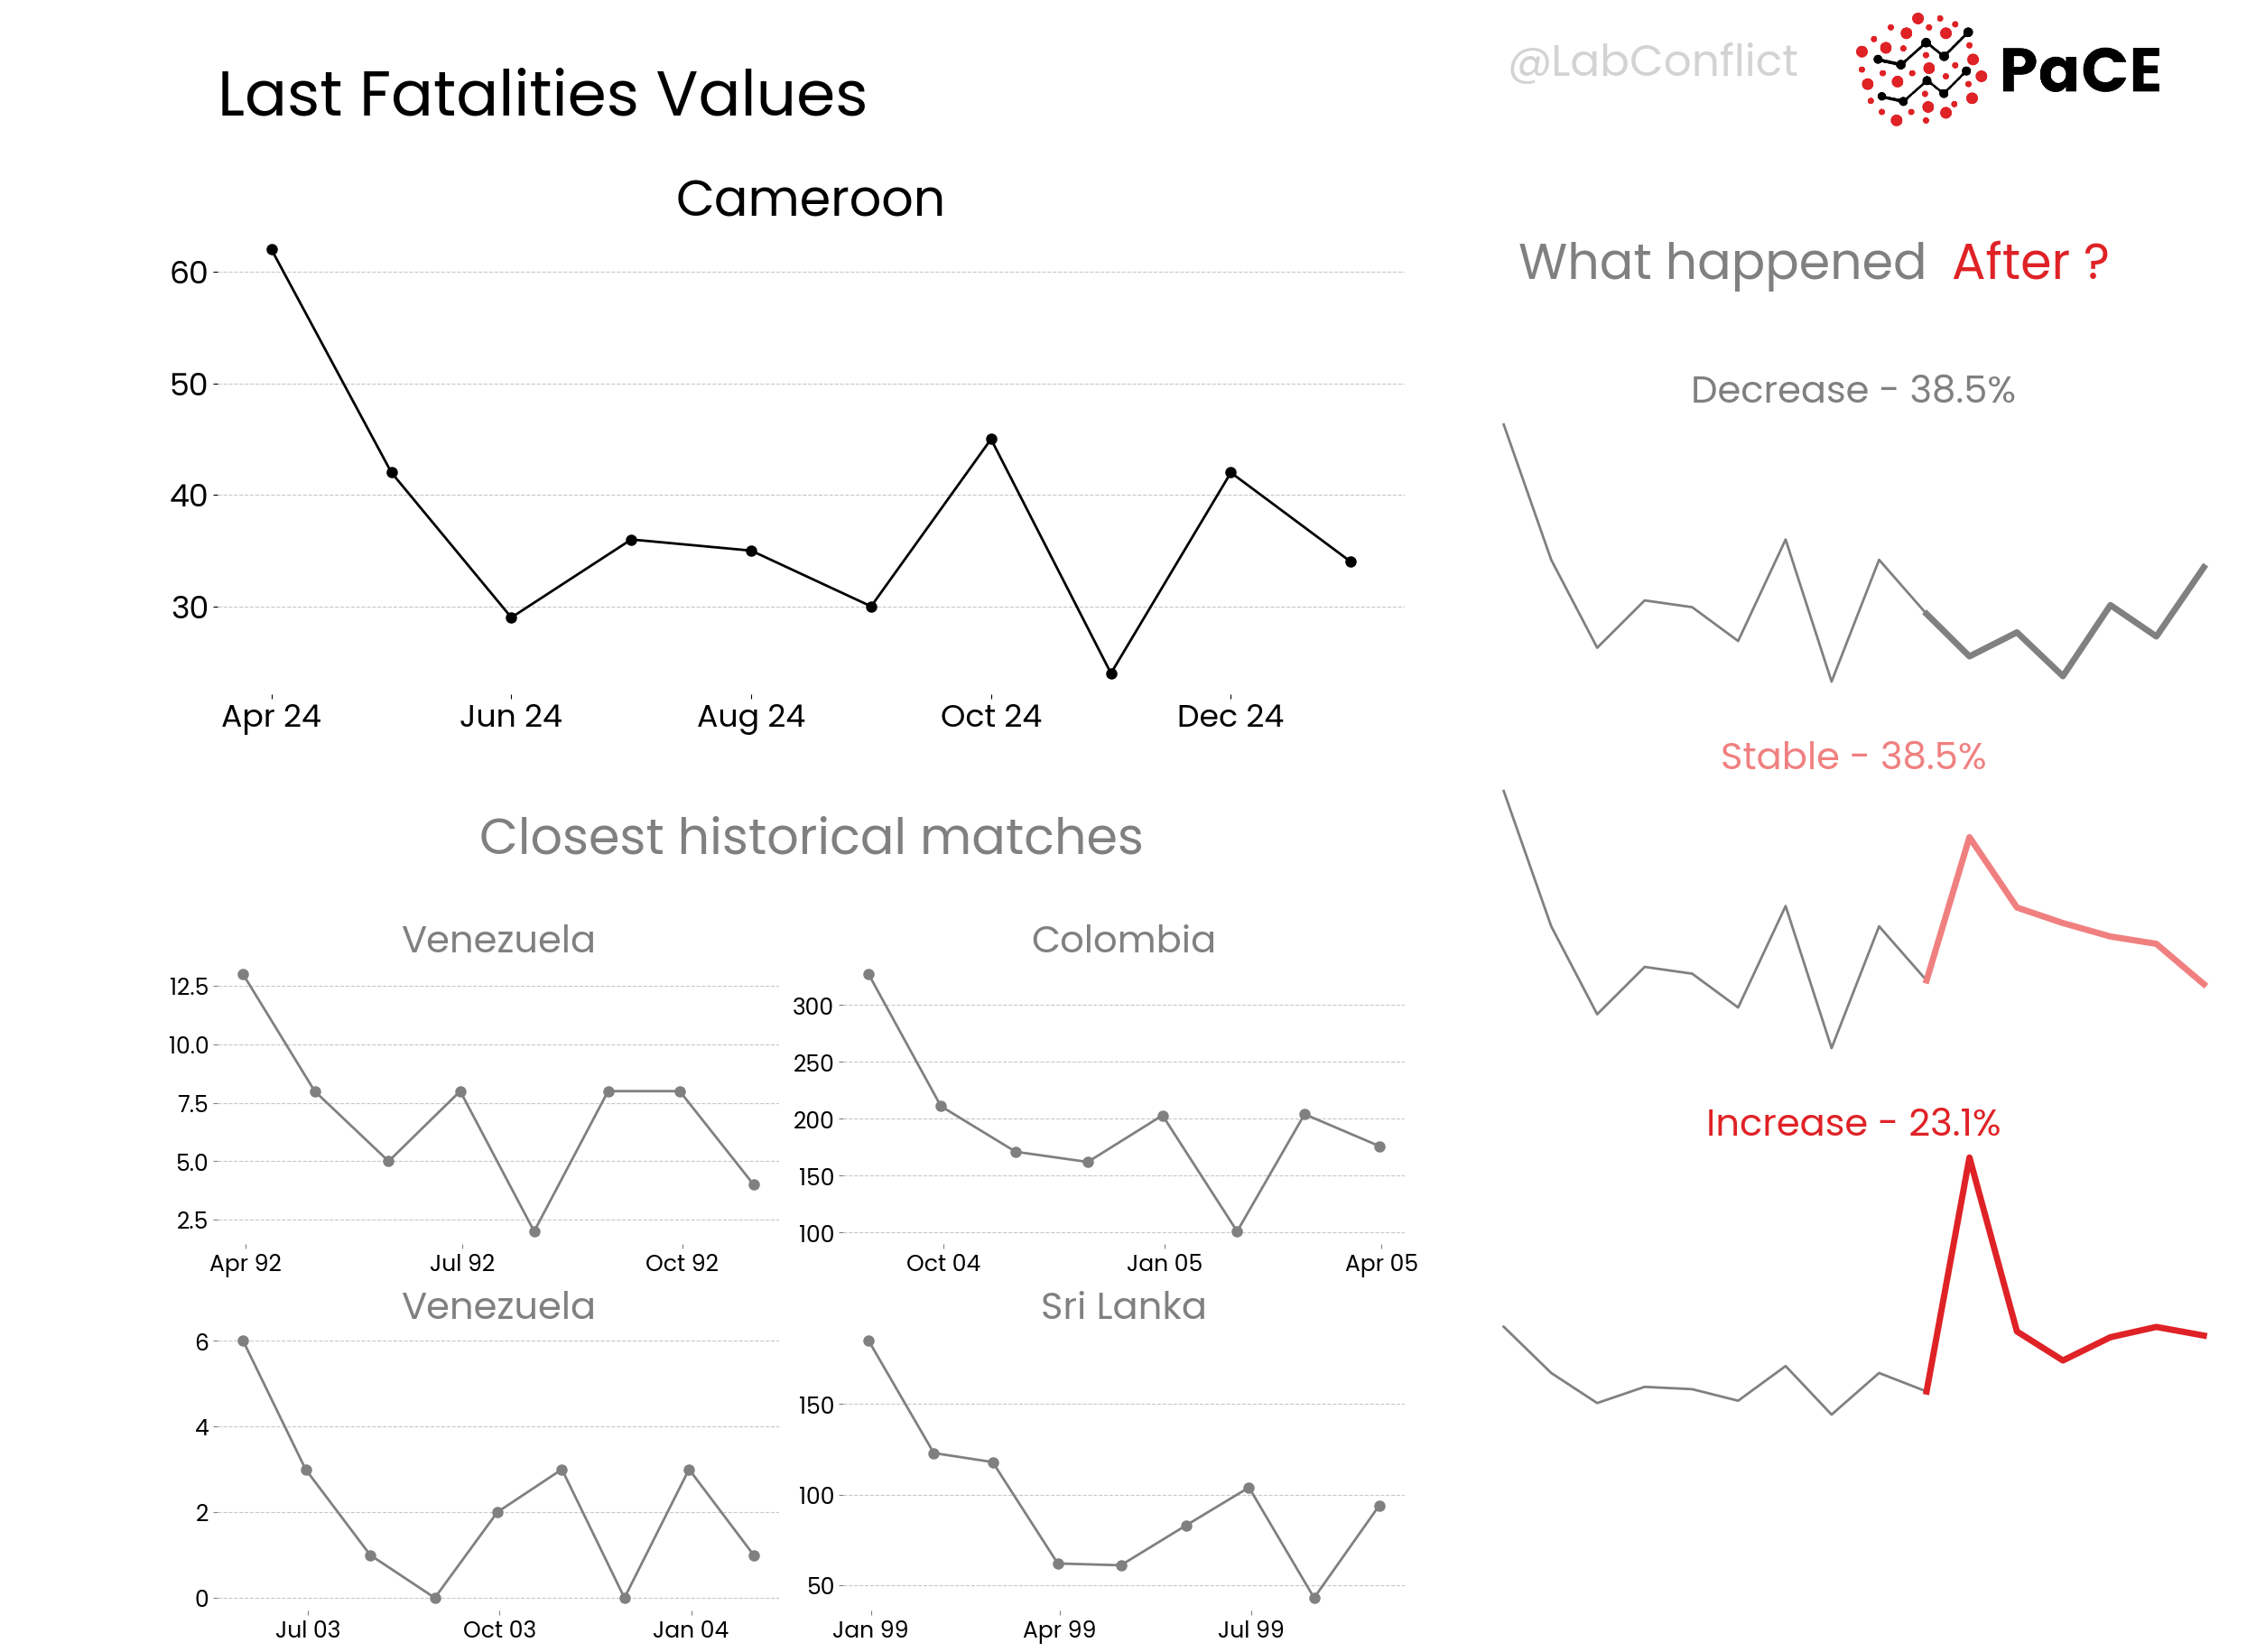 @LabConflict
PaCE
Last Fatalities Values
Cameroon
60
50
40
30
Apr 24 Jun 24 Aug 24 Oct 24 Dec 24
What happened After ?
Decrease - 38.5%
Stable - 38.5%
Increase - 23.1%
Closest historical matches
Venezuela
12.5
10.0
7.5
5.0
2.5
Apr 92 Jul 92 Oct 92
Colombia
300
250
200
150
100
Oct 04 Jan 05 Apr 05
Venezuela
6
4
2
0
Jul 03 Oct 03 Jan 04
Sri Lanka
150
100
50
Jan 99 Apr 99 Jul 99